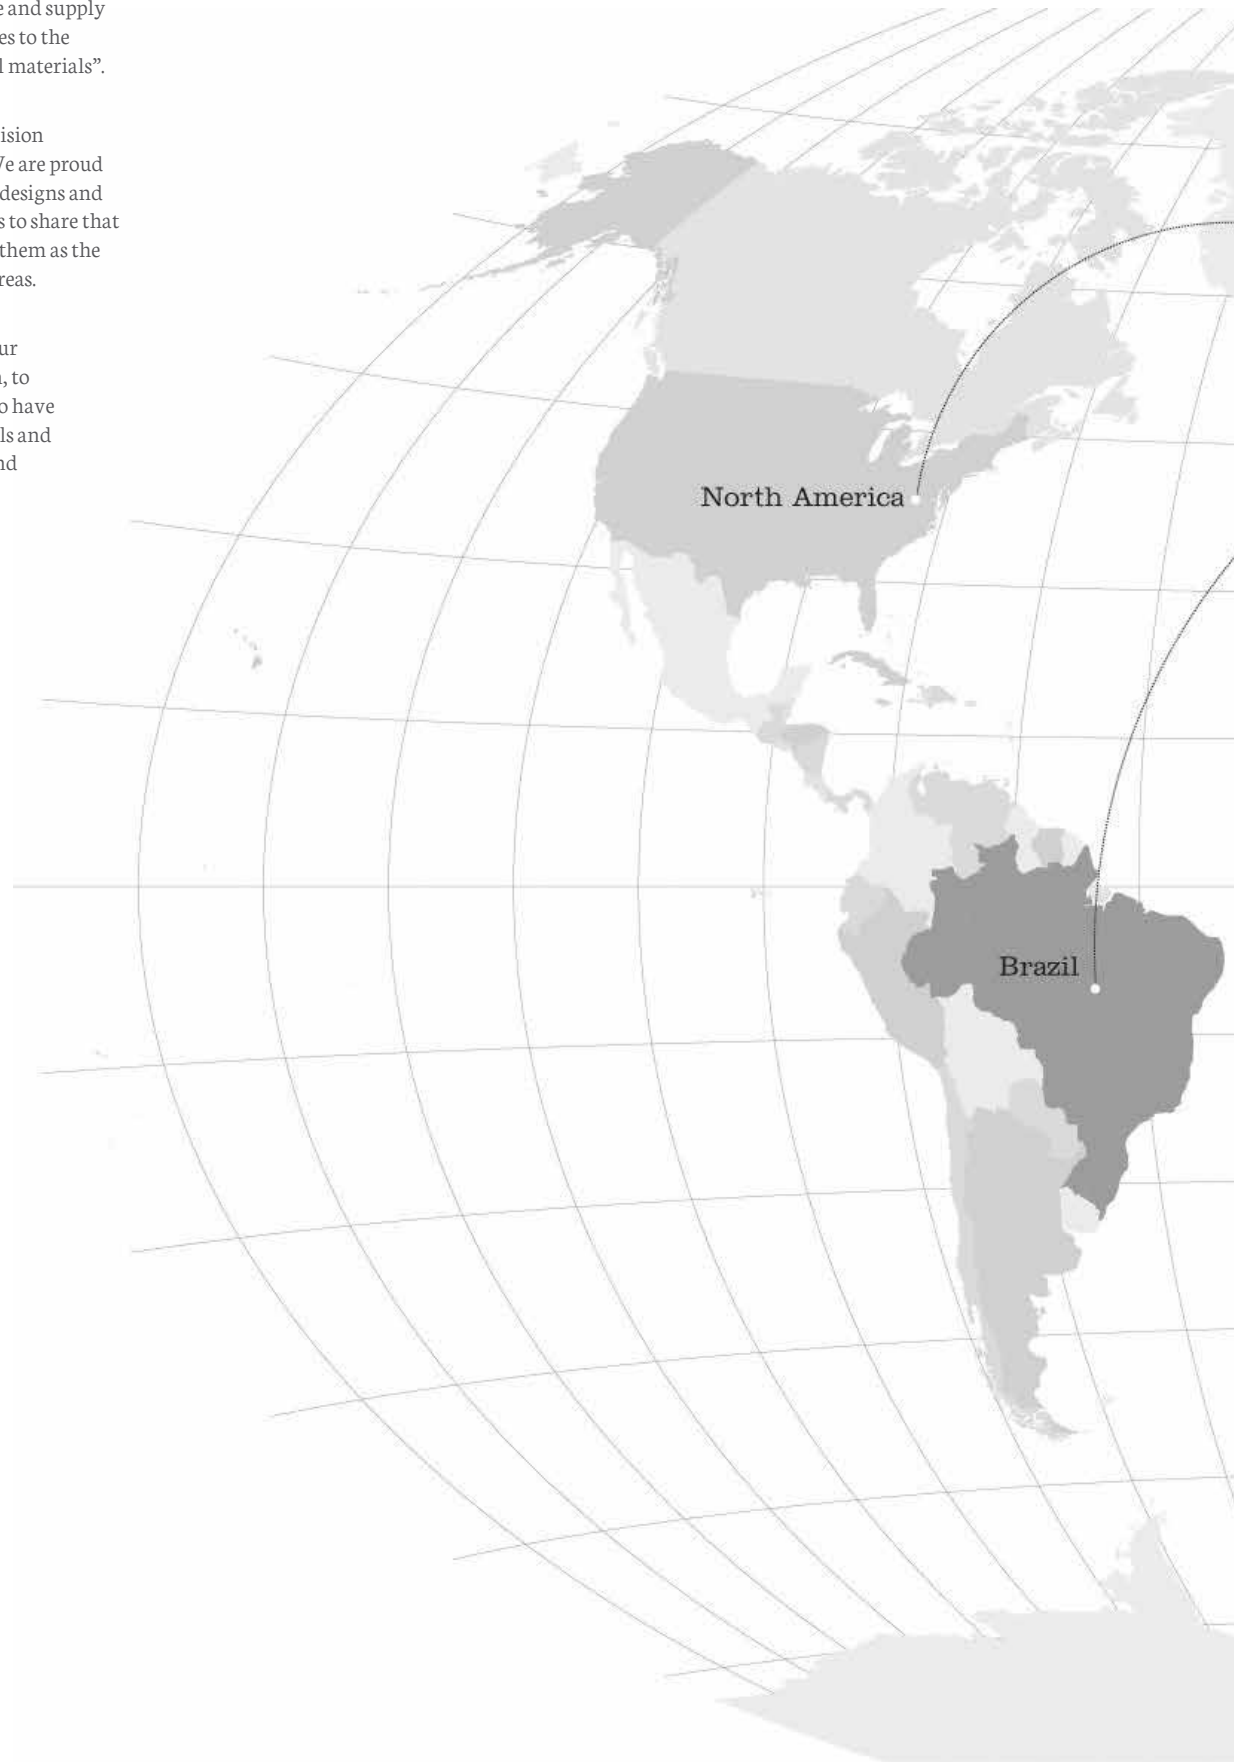 e and supply
es to the
l materials”.
ision
We are proud
designs and
s to share that
them as the
reas.
ur
n, to
o have
ls and
nd
North America
Brazil